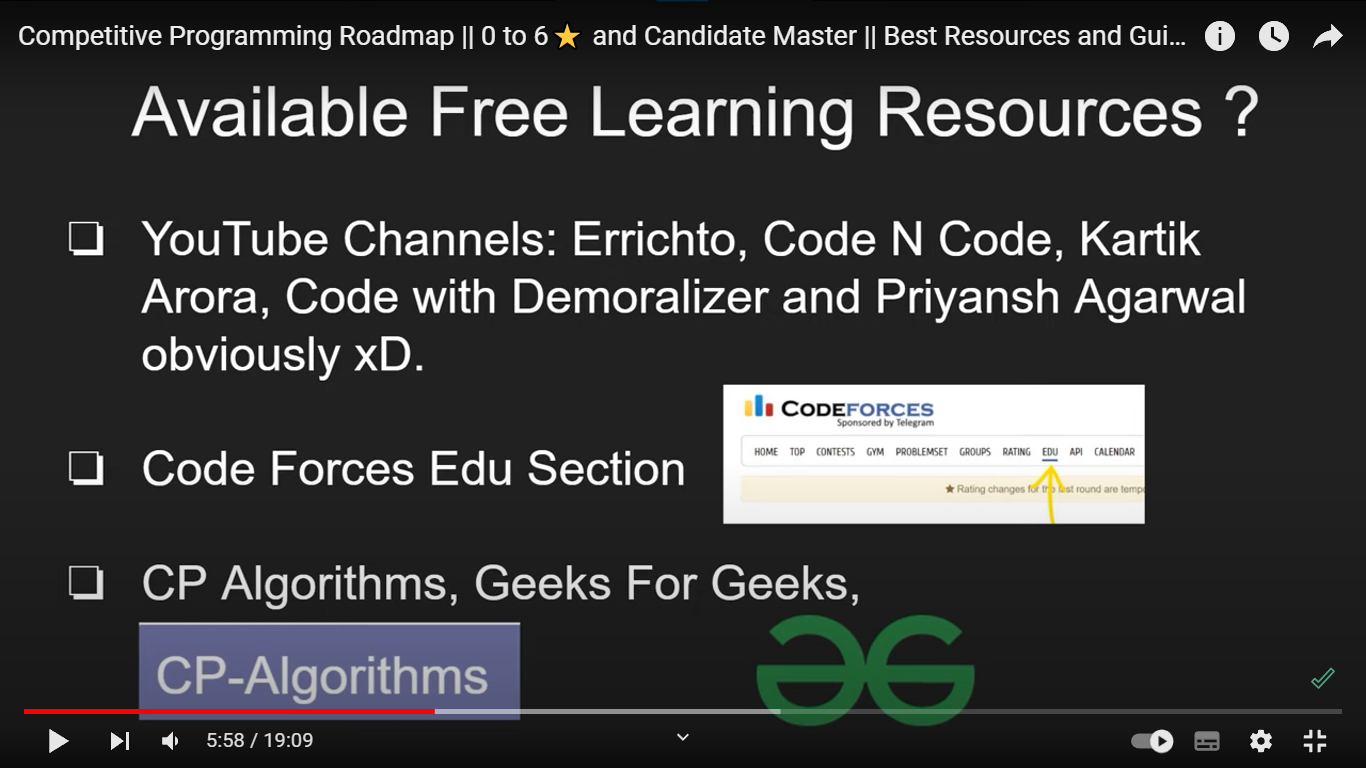 Competitive Programming Roadmap || 0 to 6⭐ and Candidate Master || Best Resources and Gui...
Available Free Learning Resources ?
❏ YouTube Channels: Errichto, Code N Code, Kartik
Arora, Code with Demoralizer and Priyansh Agarwal
obviously xD.
CODEFORCES
Sponsored by Telegram
HOME TOP CONTESTS GYM PROBLEMSET GROUPS RATING EDU API CALENDAR
★ Rating changes for the last round are temp
❏ Code Forces Edu Section
❏ CP Algorithms, Geeks For Geeks,
CP-Algorithms
5:58 / 19:09